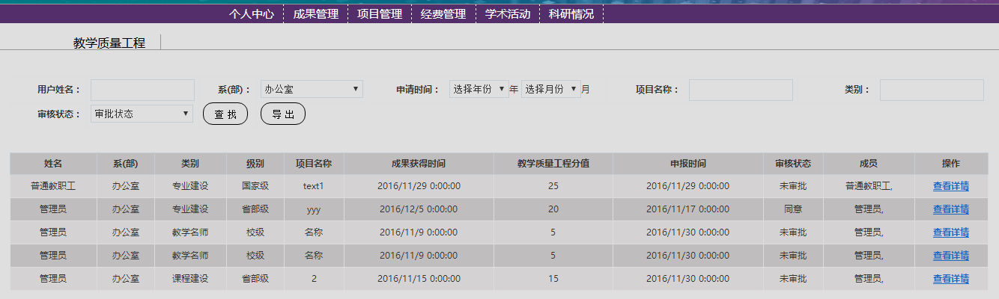 个人中心 成果管理 项目管理 经费管理 学术活动 科研情况
教学质量工程
用户姓名： 系(部)： 办公室 申请时间： 选择年份 年 选择月份 月 项目名称： 类别：
审核状态： 审批状态 查 找 导 出
姓名 系(部) 类别 级别 项目名称 成果获得时间 教学质量工程分值 申报时间 审核状态 成员 操作
普通教职工 办公室 专业建设 国家级 text1 2016/11/29 0:00:00 25 2016/11/29 0:00:00 未审批 普通教职工, 查看详情
管理员 办公室 专业建设 省部级 yyy 2016/12/5 0:00:00 20 2016/11/17 0:00:00 同意 管理员, 查看详情
管理员 办公室 教学名师 校级 名称 2016/11/9 0:00:00 5 2016/11/30 0:00:00 未审批 管理员, 查看详情
管理员 办公室 教学名师 校级 名称 2016/11/9 0:00:00 5 2016/11/30 0:00:00 未审批 管理员, 查看详情
管理员 办公室 课程建设 省部级 2 2016/11/15 0:00:00 15 2016/11/30 0:00:00 未审批 管理员, 查看详情